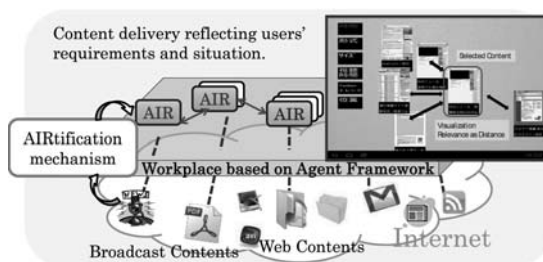 Content delivery reflecting users'
requirements and situation.
Selected Content
AIR
AIR
AIR
Visualization
Relevance as Distance
AIRtification
mechanism
Workplace based on Agent Framework
PDF
Broadcast Contents
Web Contents
Internet